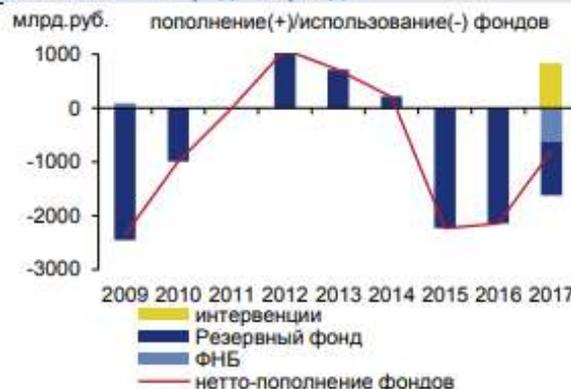 млрд.руб. пополнение(+)/использование(-) фондов
1000
0
-1000
-2000
-3000
2009 2010 2011 2012 2013 2014 2015 2016 2017
интервенции
Резервный фонд
ФНБ
нетто-пополнение фондов